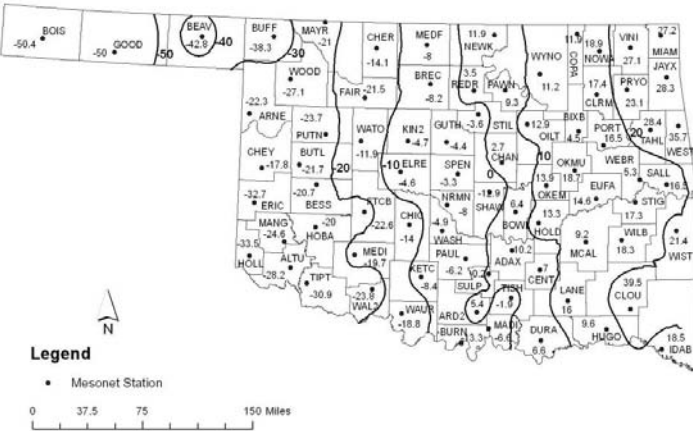 BOIS
-50.4
-50
GOOD
-50
BEAV
-42.8
-40
BUFF
-38.3
-30
MAYR
-21
CHER
-14.1
MEDF
-8
11.9
NEWK
WYNO
11.2
11.9
COPA
18.9
NOWA
VINI
27.1
27.2
MIAM
JAYX
28.3
WOOD
-27.1
FAIR
-21.5
BREC
-8.2
3.5
REDR
PAWN
9.3
17.4
CLRM
PRYO
23.1
-22.3
ARNE
-23.7
PUTN
WATO
-11.9
KIN2
-4.7
GUTH
-4.4
-3.6
STIL
12.9
OILT
BIXB
4.5
PORT
16.5
20
28.4
TAHL
35.7
WEST
CHEY
-17.8
BUTL
-21.7
-20
-10
ELRE
-4.6
SPEN
-3.3
2.7
CHAN
0
10
OKMU
18.7
WEBR
5.3
SALL
16.5
-32.7
ERIC
-20.7
BESS
-22.6
CHIC
-14
NRMN
-8
-12.9
SHAW
6.4
BOWL
13.9
OKEM
14.6
EUFA
STIG
17.3
MANG
-24.6
-20
HOBA
-4.9
WASH
13.3
HOLD
9.2
MCAL
WILB
18.3
21.4
WIST
-33.5
HOLL
ALTU
-28.2
MEDI
-19.7
KETC
-8.4
PAUL
-6.2
0.2
SULP
-10.2
ADAX
7
CENT
39.5
CLOU
TIPT
-30.9
-23.8
WAL2
WAUR
-18.8
ARD2
5.4
TISH
-1.9
LANE
16
BURN
-13.3
MADI
-6.6
DURA
6.6
9.6
HUGO
18.5
IDAB
N
Legend
Mesonet Station
0 37.5 75 150 Miles